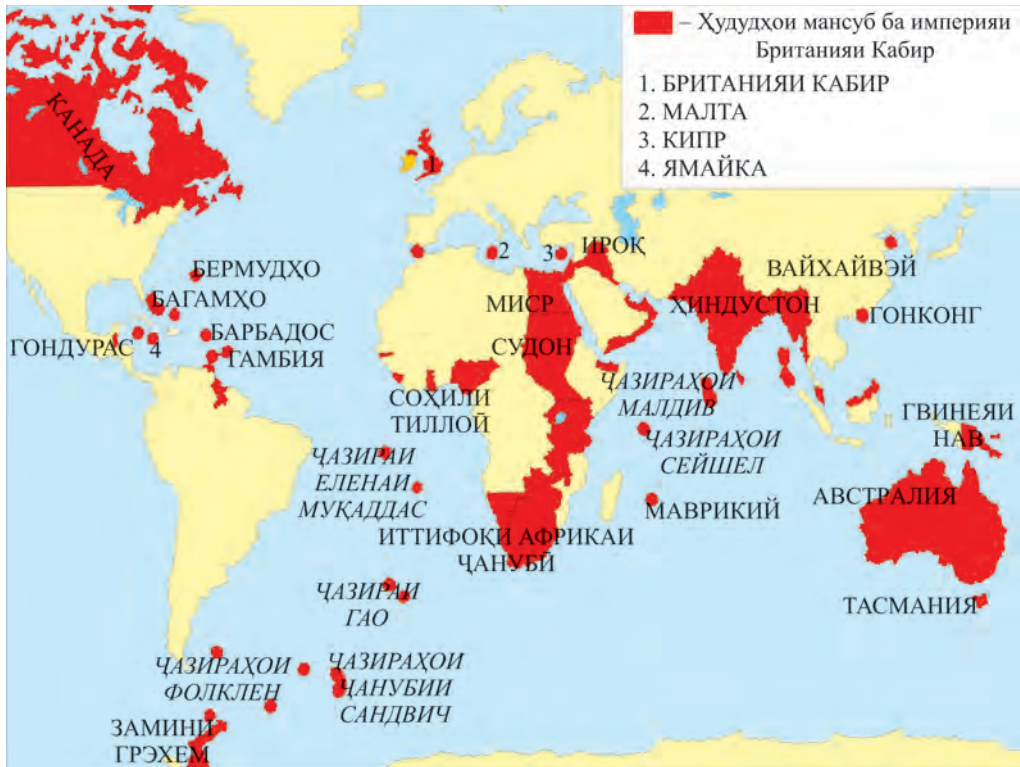 – Ҳудудҳои мансуб ба империяи
Британияи Кабир
1. БРИТАНИЯИ КАБИР
2. МАЛТА
3. КИПР
4. ЯМАЙКА
КАНАДА
1
2
3
ИРОҚ
БЕРМУДҲО
БАГАМҲО
ВАЙХАЙВЭЙ
МИСР
ҲИНДУСТОН
ГОНКОНГ
БАРБАДОС
ГОНДУРАС
4
ГАМБИЯ
СУДОН
СОҲИЛИ
ТИЛЛОӢ
ҶАЗИРАҲОИ
МАЛДИВ
ГВИНЕЯИ
НАВ
ҶАЗИРАҲОИ
СЕЙШЕЛ
ҶАЗИРАИ
ЕЛЕНАИ
МУҚАДДАС
МАВРИКИЙ
АВСТРАЛИЯ
ИТТИФОҚИ АФРИКАИ
ҶАНУБӢ
ҶАЗИРАИ
ГАО
ТАСМАНИЯ
ҶАЗИРАҲОИ
ФОЛКЛЕН
ҶАЗИРАҲОИ
ҶАНУБИИ
САНДВИЧ
ЗАМИНИ
ГРЭХЕМ